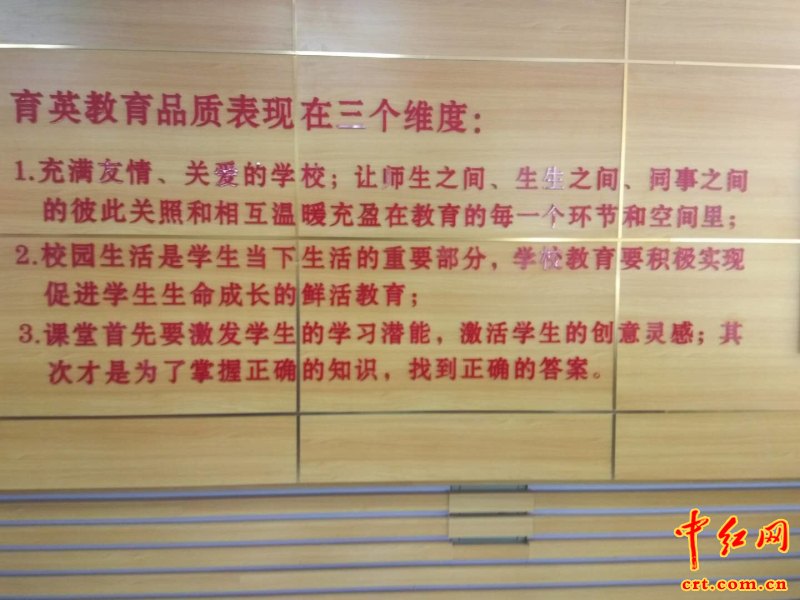 育英教育品质表现在三个维度：
1.充满友情、关爱的学校；让师生之间、生生之间、同事之间
的彼此关照和相互温暖充盈在教育的每一个环节和空间里；
2.校园生活是学生当下生活的重要部分，学校教育要积极实现
促进学生生命成长的鲜活教育；
3.课堂首先要激发学生的学习潜能，激活学生的创意灵感；其
次才是为了掌握正确的知识，找到正确的答案。
中红网
crt.com.cn